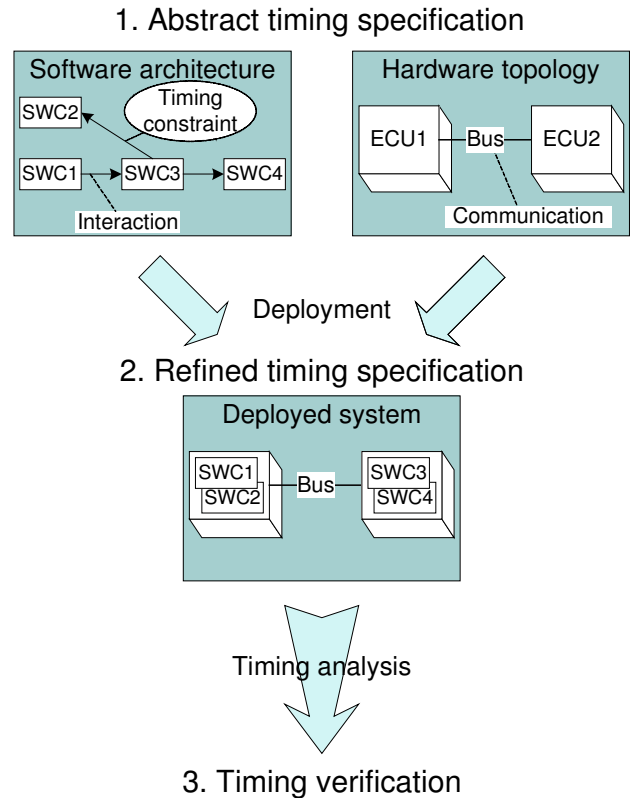 1. Abstract timing specification
Software architecture
Hardware topology
SWC2
Timing
constraint
SWC1
SWC3
SWC4
Interaction
ECU1
Bus
ECU2
Communication
Deployment
2. Refined timing specification
Deployed system
SWC1
SWC2
Bus
SWC3
SWC4
Timing analysis
3. Timing verification